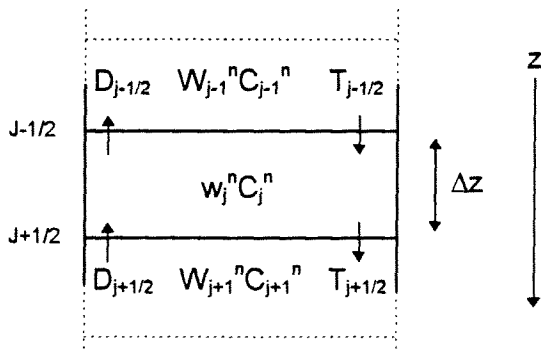 D_{j-1/2} W_{j-1}^n C_{j-1}^n T_{j-1/2}
z
J-1/2
w_j^n C_j^n
Δz
J+1/2
D_{j+1/2} W_{j+1}^n C_{j+1}^n T_{j+1/2}